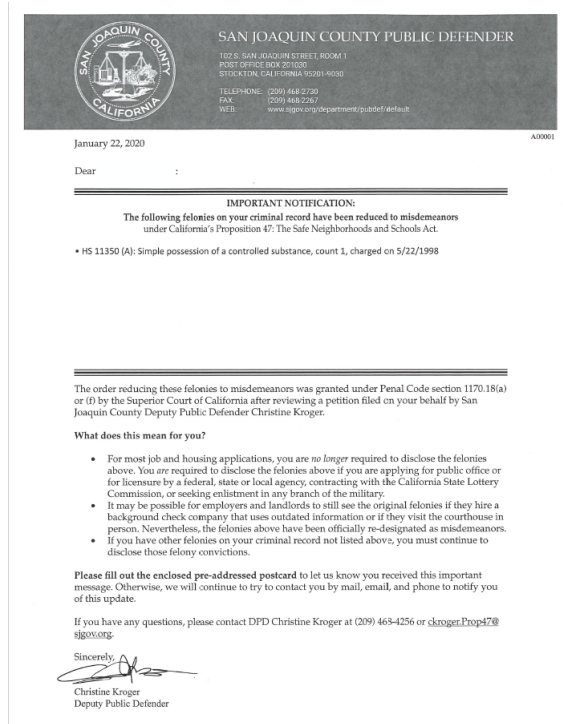 SAN JOAQUIN COUNTY
CALIFORNIA
SAN JOAQUIN COUNTY PUBLIC DEFENDER
102 S. SAN JOAQUIN STREET, ROOM 1
POST OFFICE BOX 201030
STOCKTON, CALIFORNIA 95201-9030
TELEPHONE: (209) 468-2730
FAX: (209) 468-2267
WEB: www.sjgov.org/department/pubdef/default
A00001
January 22, 2020
Dear :
IMPORTANT NOTIFICATION:
The following felonies on your criminal record have been reduced to misdemeanors
under California's Proposition 47: The Safe Neighborhoods and Schools Act.
• HS 11350 (A): Simple possession of a controlled substance, count 1, charged on 5/22/1998
The order reducing these felonies to misdemeanors was granted under Penal Code section 1170.18(a)
or (f) by the Superior Court of California after reviewing a petition filed on your behalf by San
Joaquin County Deputy Public Defender Christine Kroger.
What does this mean for you?
• For most job and housing applications, you are no longer required to disclose the felonies
above. You are required to disclose the felonies above if you are applying for public office or
for licensure by a federal, state or local agency, contracting with the California State Lottery
Commission, or seeking enlistment in any branch of the military.
• It may be possible for employers and landlords to still see the original felonies if they hire a
background check company that uses outdated information or if they visit the courthouse in
person. Nevertheless, the felonies above have been officially re-designated as misdemeanors.
• If you have other felonies on your criminal record not listed above, you must continue to
disclose those felony convictions.
Please fill out the enclosed pre-addressed postcard to let us know you received this important
message. Otherwise, we will continue to try to contact you by mail, email, and phone to notify you
of this update.
If you have any questions, please contact DPD Christine Kroger at (209) 468-4256 or ckroger.Prop47@
sjgov.org.
Sincerely,
Christine Kroger
Deputy Public Defender